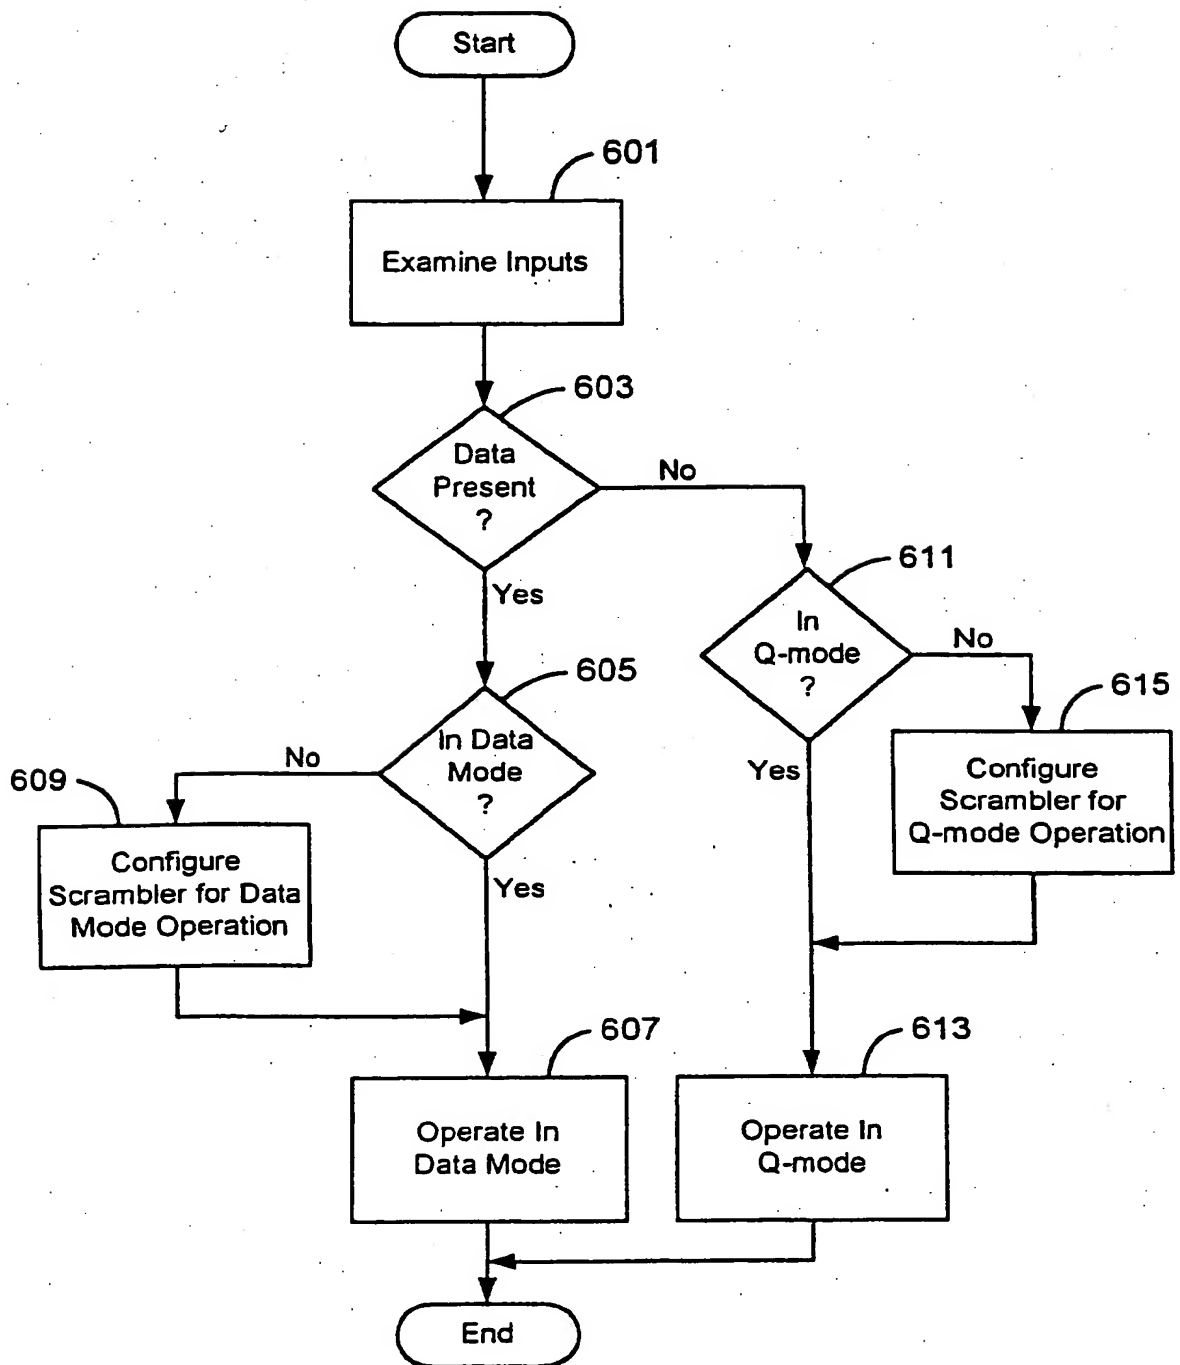 Start
601
Examine Inputs
603
Data
Present
?
No
Yes
611
In
Q-mode
?
No
Yes
605
In Data
Mode
?
No
Yes
615
Configure
Scrambler for
Q-mode Operation
609
Configure
Scrambler for Data
Mode Operation
607
Operate In
Data Mode
613
Operate In
Q-mode
End